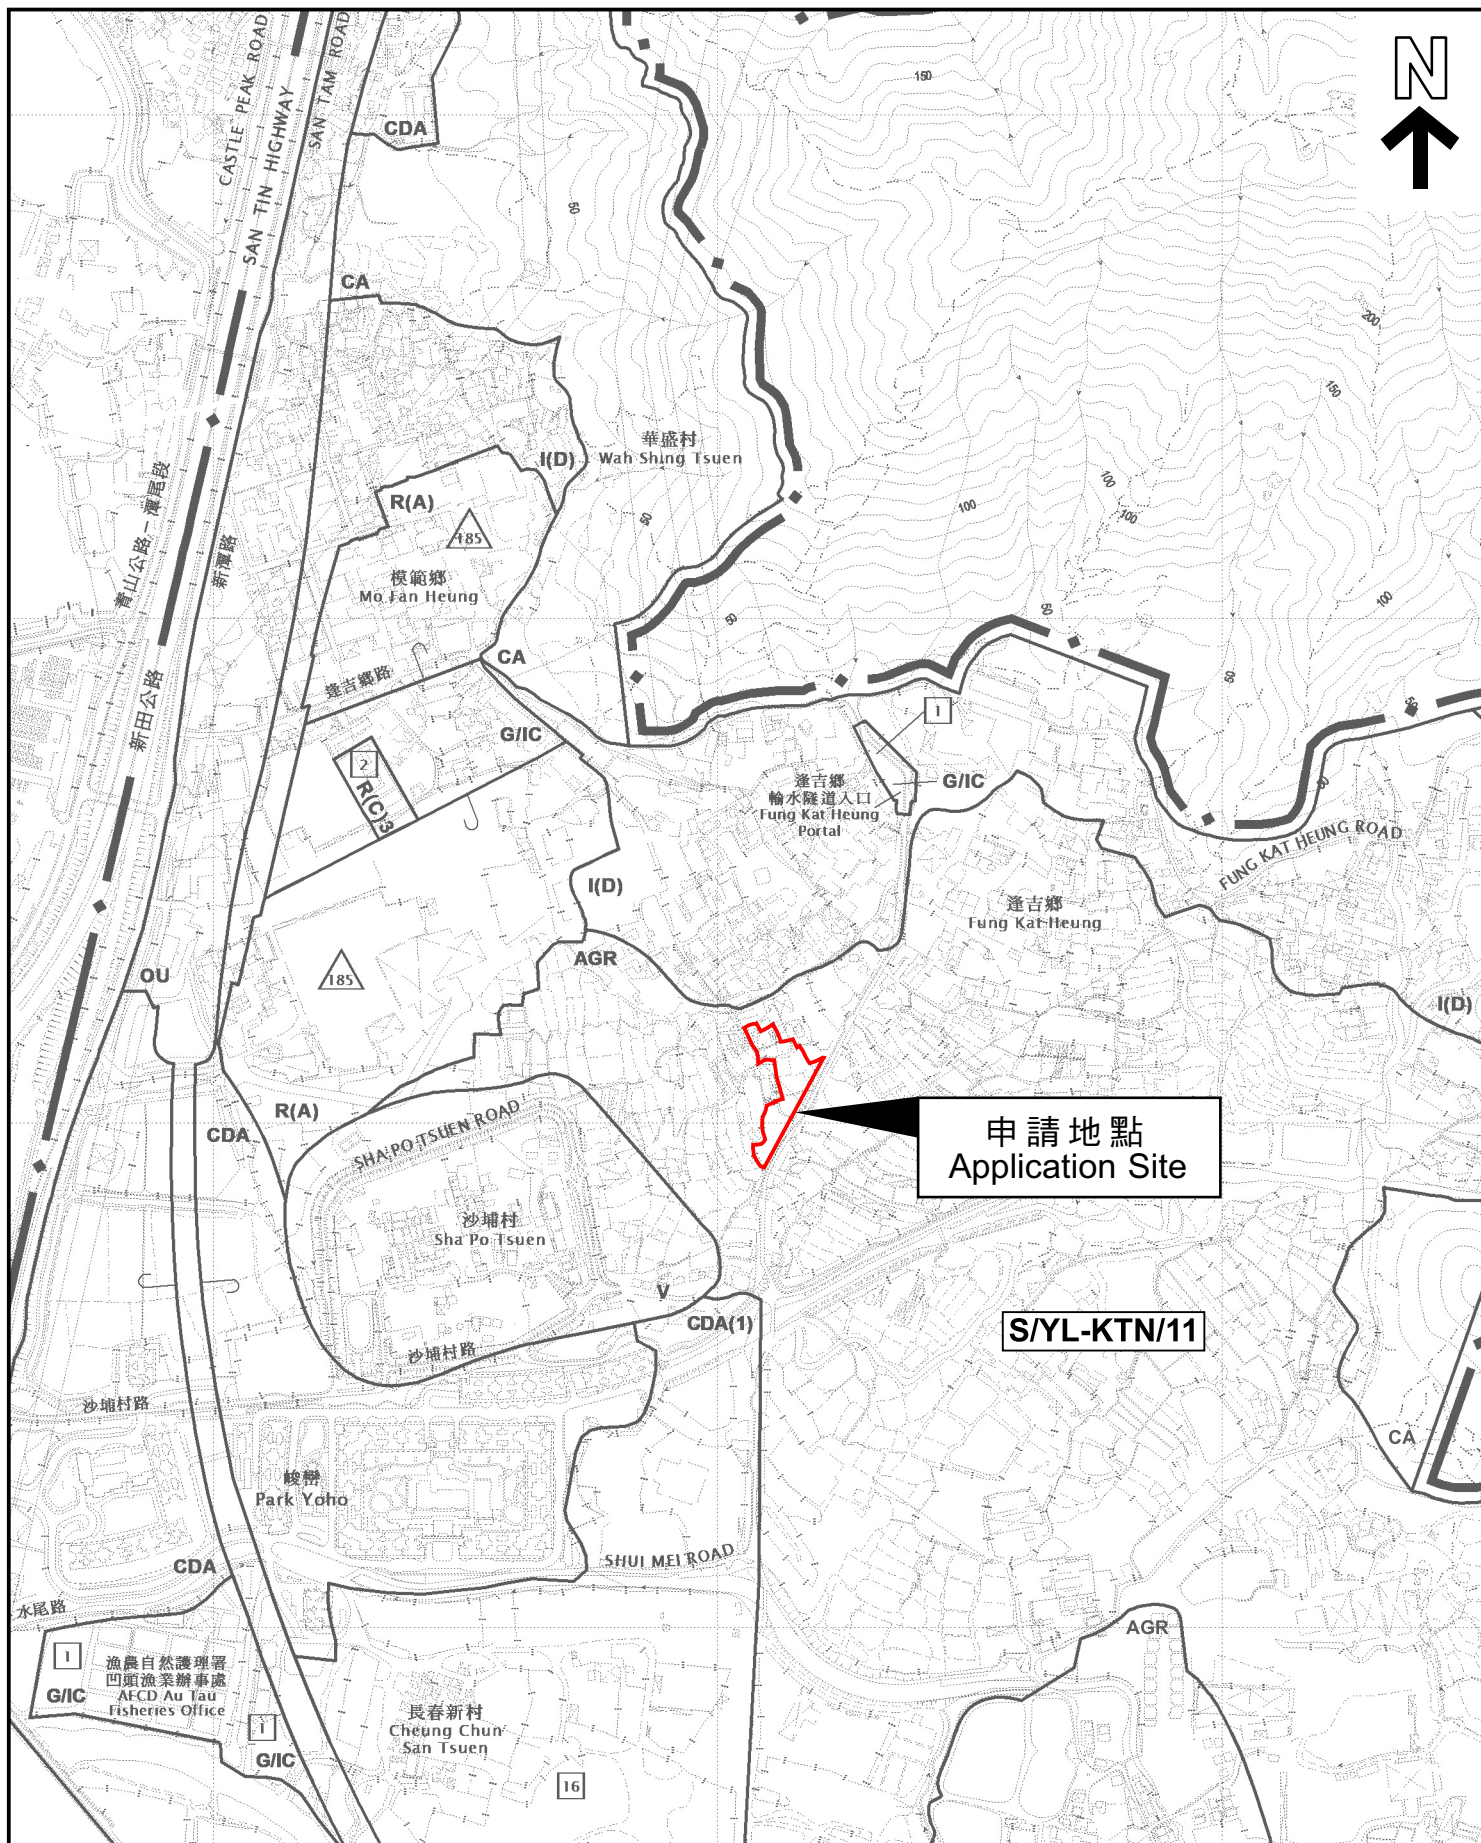 CASTLE PEAK ROAD
SAN TIN HIGHWAY
SAN TAM ROAD
CDA
150
N
50
CA
200
150
華盛村
Wah Shing Tsuen
I(D)
R(A)
485
50
100
100
100
模範鄉
Mo Fan Heung
青山公路－潭尾段
新潭路
新田公路
逢吉鄉路
CA
50
50
100
50
50
50
1
G/IC
2
R(C)3
逢吉鄉
輸水隧道入口
Fung Kat Heung
Portal
G/IC
FUNG KAT HEUNG ROAD
I(D)
逢吉鄉
Fung Kat Heung
AGR
OU
185
I(D)
R(A)
CDA
SHA PO TSUEN ROAD
申請地點
Application Site
沙埔村
Sha Po Tsuen
V
CDA(1)
S/YL-KTN/11
沙埔村路
沙埔村路
CA
峻巒
Park Yoho
CDA
SHUI MEI ROAD
水尾路
AGR
1
漁農自然護理署
凹頭漁業辦事處
AFCD Au Tau
Fisheries Office
G/IC
1
G/IC
長春新村
Cheung Chun
San Tsuen
16